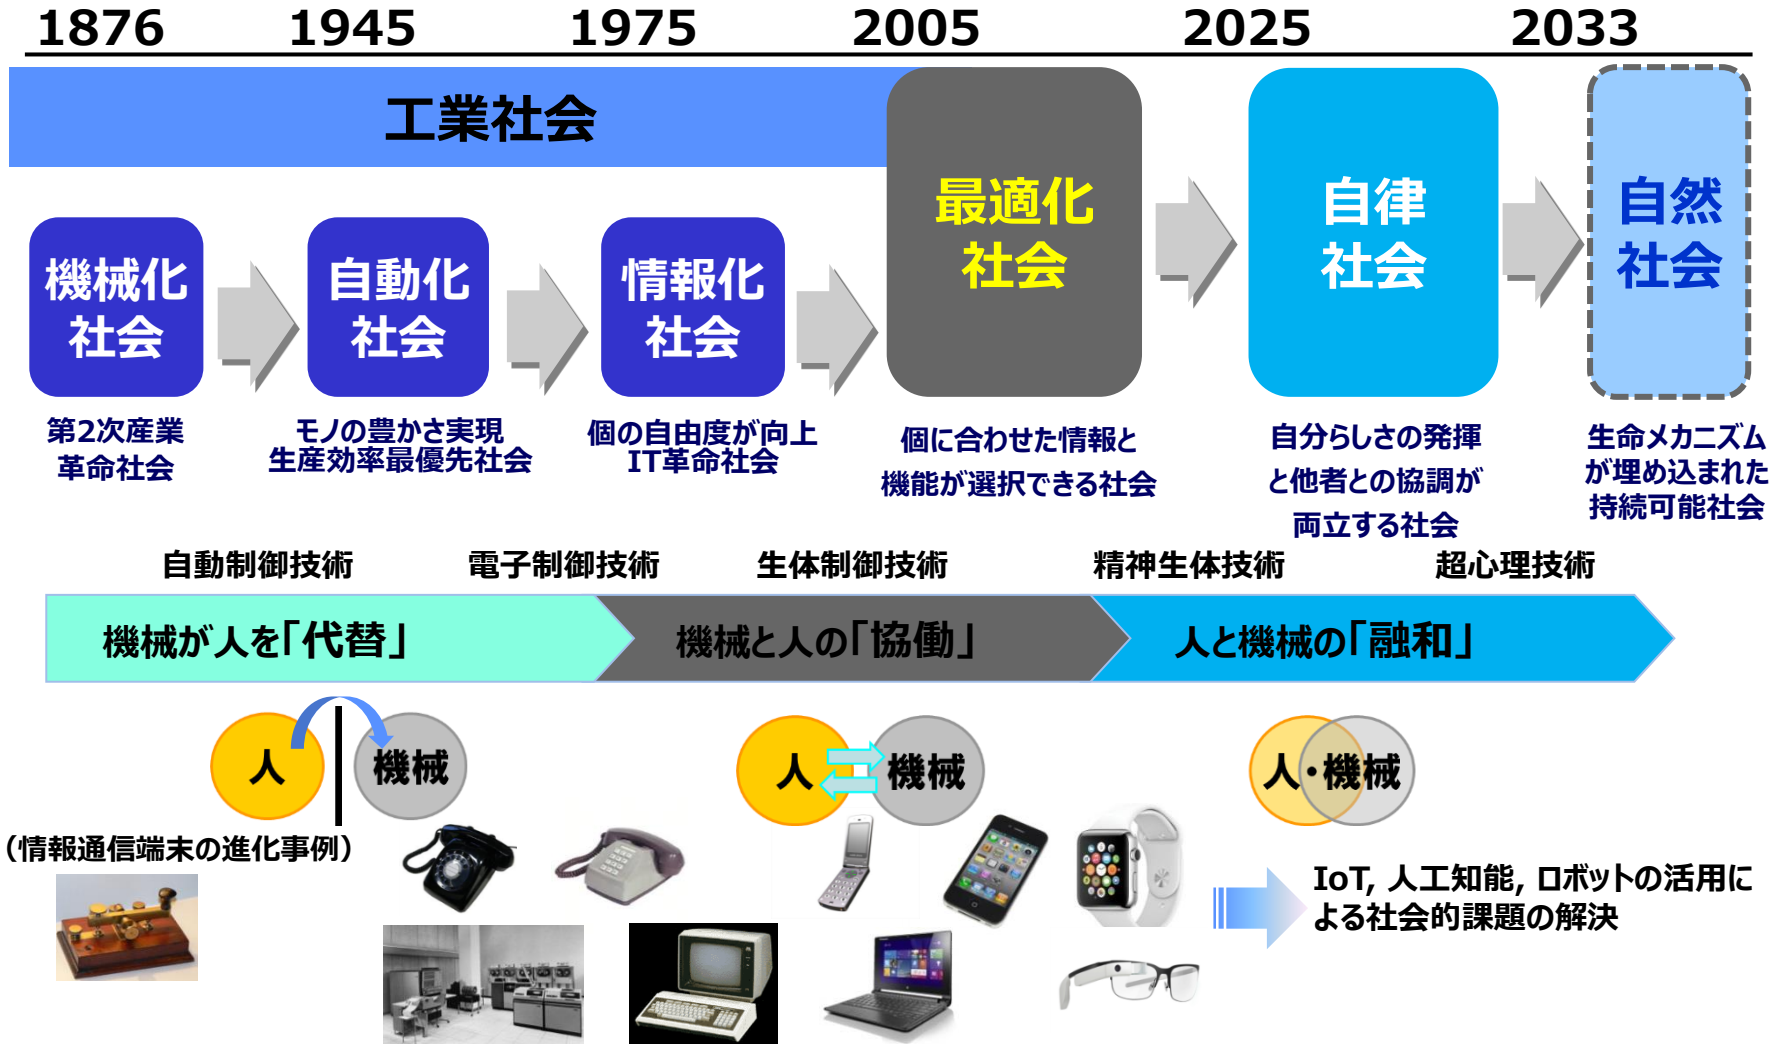 1876 1945 1975 2005 2025 2033
工業社会
機械化
社会
自動化
社会
情報化
社会
最適化
社会
自律
社会
自然
社会
第2次産業
革命社会
モノの豊かさ実現
生産効率最優先社会
個の自由度が向上
IT革命社会
個に合わせた情報と
機能が選択できる社会
自分らしさの発揮
と他者との協調が
両立する社会
生命メカニズム
が埋め込まれた
持続可能社会
自動制御技術 電子制御技術 生体制御技術 精神生体技術 超心理技術
機械が人を「代替」 機械と人の「協働」 人と機械の「融和」
人 機械
人 機械
人・機械
（情報通信端末の進化事例）
IoT, 人工知能, ロボットの活用に
よる社会的課題の解決